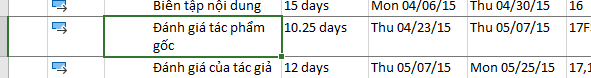 Biên tập nội dung 15 days Mon 04/06/15 Thu 04/30/15 16
Đánh giá tác phẩm gốc 10.25 days Thu 04/23/15 Thu 05/07/15 17F
Đánh giá của tác giả 12 days Thu 05/07/15 Mon 05/25/15 17,1